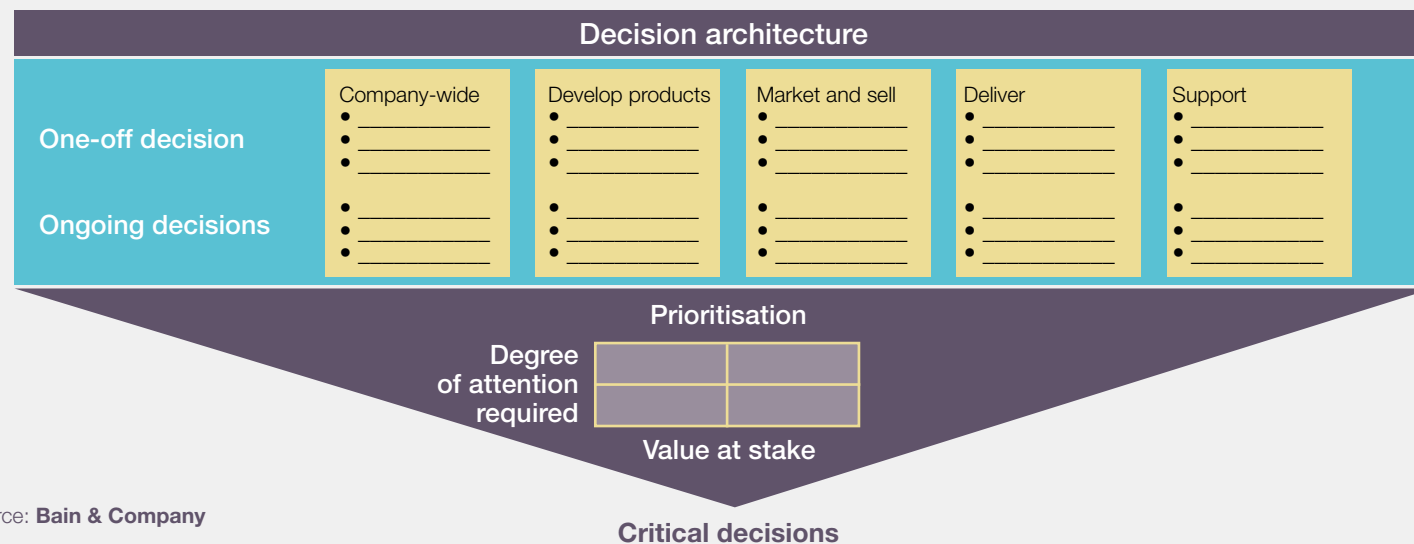 Decision architecture
Company-wide
Develop products
Market and sell
Deliver
Support
One-off decision
Ongoing decisions
Prioritisation
Degree
of attention
required
Value at stake
rce: Bain & Company
Critical decisions